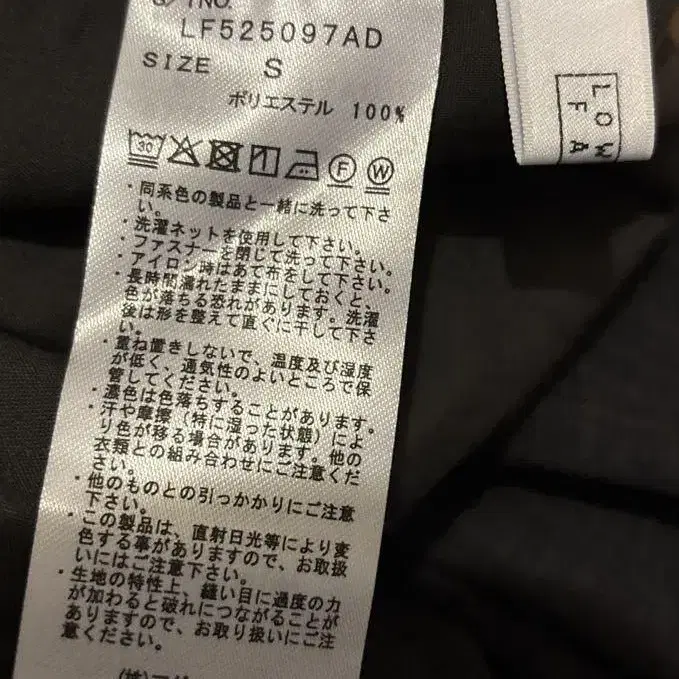 NO.
LF525097AD
SIZE S
ポリエステル 100%
30
F W
・同系色の製品と一緒に洗って下さ
い。
・洗濯ネットを使用して下さい。
・ファスナーを閉じて洗って下さい。
・アイロン時はあて布をして下さい。
・長時間濡れたままにしておくと、
色が落ちる恐れがあります。洗濯
後は形を整えて直ぐに干して下さ
い。
・重ね置きしないで、温度及び湿度
が低く、通気性のよいところで保
管してください。
・濃色は色落ちすることがあります。
・汗や摩擦（特に湿った状態）によ
り色が移る場合があります。他の
衣類との組み合わせにご注意くだ
さい。
・他のものとの引っかかりにご注意
下さい。
・この製品は、直射日光等により変
色する事がありますので、お取扱
いにはご注意下さい。
・生地の特性上、縫い目に過度の力
が加わると破れにつながることが
ありますので、お取り扱いにご注
意ください。
LOW
FA